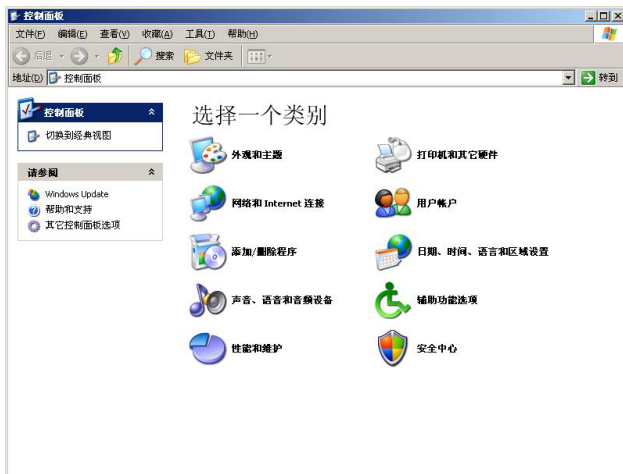 控制面板
文件(F) 编辑(E) 查看(V) 收藏(A) 工具(T) 帮助(H)
后退 搜索 文件夹
地址(D) 控制面板 转到
控制面板
切换到经典视图
请参阅
Windows Update
帮助和支持
其它控制面板选项
选择一个类别
外观和主题 打印机和其它硬件
网络和 Internet 连接 用户帐户
添加/删除程序 日期、时间、语言和区域设置
声音、语音和音频设备 辅助功能选项
性能和维护 安全中心